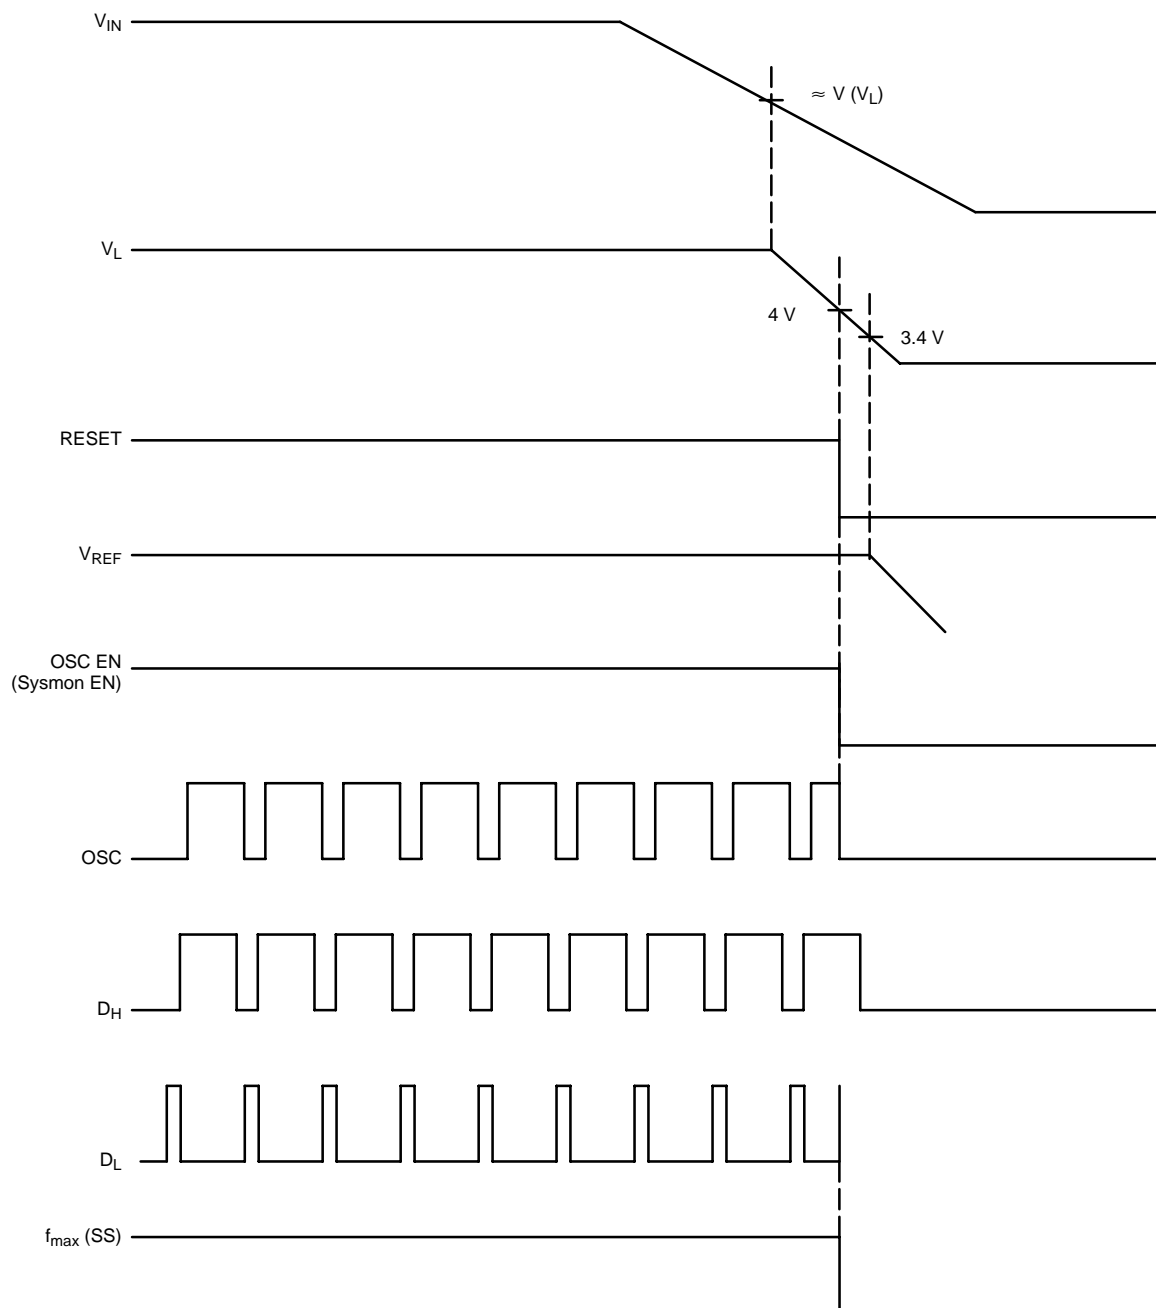 V_IN
≈ V (V_L)
V_L
4 V
3.4 V
RESET
V_REF
OSC EN
(Sysmon EN)
OSC
D_H
D_L
f_max (SS)